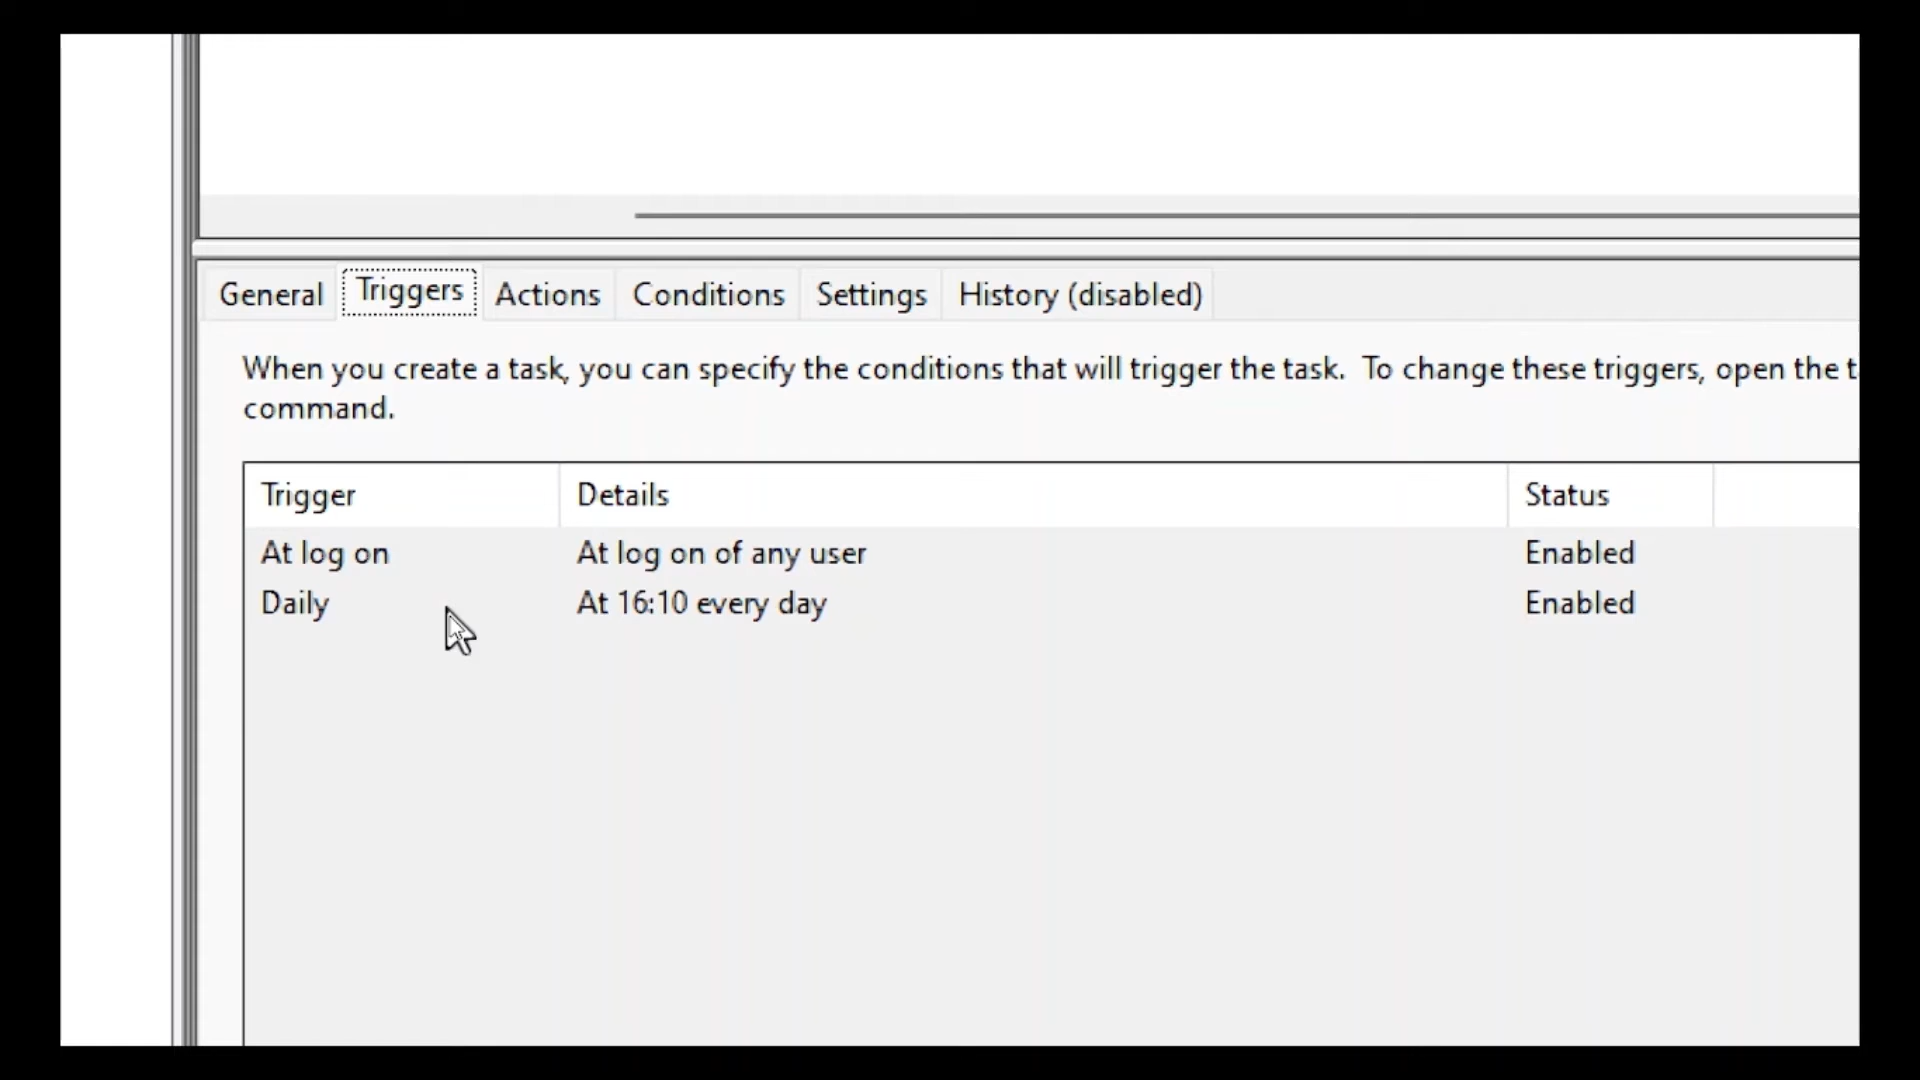 General Triggers Actions Conditions Settings History (disabled)
When you create a task, you can specify the conditions that will trigger the task.  To change these triggers, open the t
command.
Trigger Details Status
At log on At log on of any user Enabled
Daily At 16:10 every day Enabled